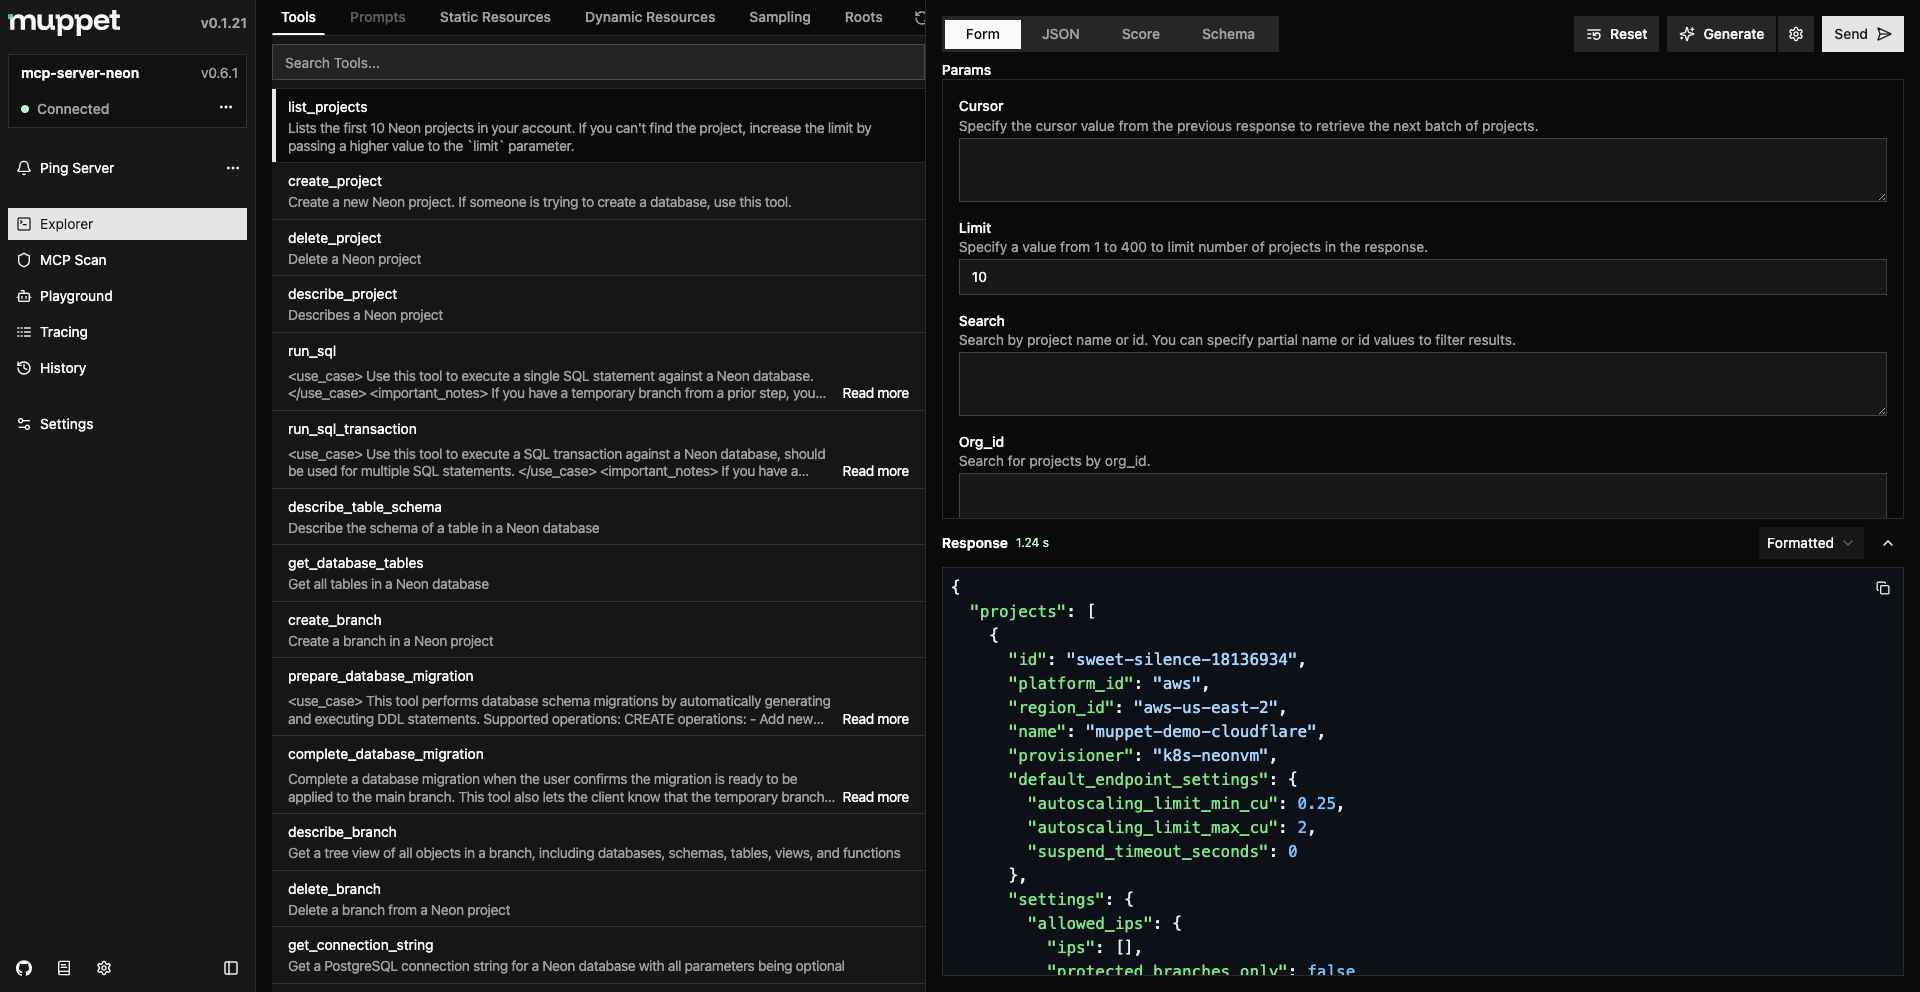 muppet
v0.1.21
mcp-server-neon
v0.6.1
Connected
Ping Server
Explorer
MCP Scan
Playground
Tracing
History
Settings
Tools
Prompts
Static Resources
Dynamic Resources
Sampling
Roots
Search Tools...
list_projects
Lists the first 10 Neon projects in your account. If you can't find the project, increase the limit by
passing a higher value to the `limit` parameter.
create_project
Create a new Neon project. If someone is trying to create a database, use this tool.
delete_project
Delete a Neon project
describe_project
Describes a Neon project
run_sql
<use_case> Use this tool to execute a single SQL statement against a Neon database.
</use_case> <important_notes> If you have a temporary branch from a prior step, you...
Read more
run_sql_transaction
<use_case> Use this tool to execute a SQL transaction against a Neon database, should
be used for multiple SQL statements. </use_case> <important_notes> If you have a...
Read more
describe_table_schema
Describe the schema of a table in a Neon database
get_database_tables
Get all tables in a Neon database
create_branch
Create a branch in a Neon project
prepare_database_migration
<use_case> This tool performs database schema migrations by automatically generating
and executing DDL statements. Supported operations: CREATE operations: - Add new...
Read more
complete_database_migration
Complete a database migration when the user confirms the migration is ready to be
applied to the main branch. This tool also lets the client know that the temporary branch...
Read more
describe_branch
Get a tree view of all objects in a branch, including databases, schemas, tables, views, and functions
delete_branch
Delete a branch from a Neon project
get_connection_string
Get a PostgreSQL connection string for a Neon database with all parameters being optional
Form
JSON
Score
Schema
Reset
Generate
Send
Params
Cursor
Specify the cursor value from the previous response to retrieve the next batch of projects.
Limit
Specify a value from 1 to 400 to limit number of projects in the response.
10
Search
Search by project name or id. You can specify partial name or id values to filter results.
Org_id
Search for projects by org_id.
Response
1.24 s
Formatted
{
"projects": [
{
"id": "sweet-silence-18136934",
"platform_id": "aws",
"region_id": "aws-us-east-2",
"name": "muppet-demo-cloudflare",
"provisioner": "k8s-neonvm",
"default_endpoint_settings": {
"autoscaling_limit_min_cu": 0.25,
"autoscaling_limit_max_cu": 2,
"suspend_timeout_seconds": 0
},
"settings": {
"allowed_ips": {
"ips": [],
"protected_branches_only": false